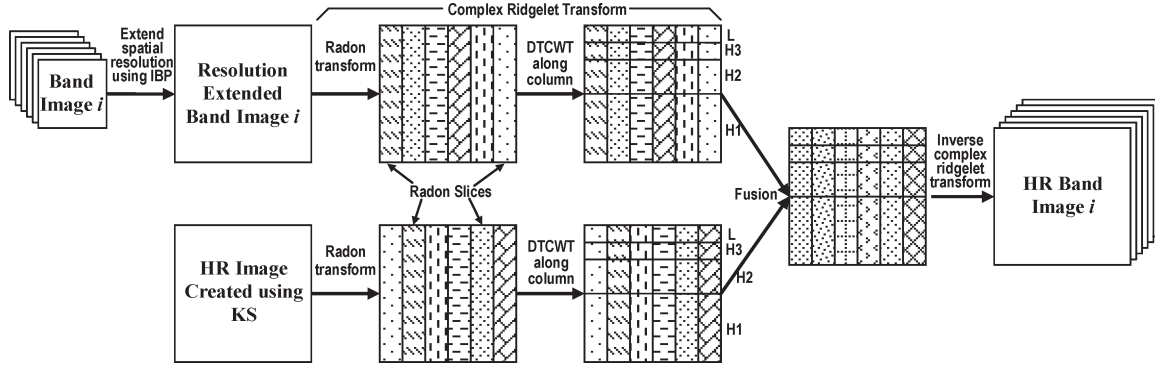 Complex Ridgelet Transform
Extend
spatial
resolution
using IBP
Band
Image i
Resolution
Extended
Band Image i
Radon
transform
DTCWT
along
column
L
H3
H2
H1
Radon Slices
Fusion
Inverse
complex
ridgelet
transform
HR Band
Image i
HR Image
Created using
KS
Radon
transform
DTCWT
along
column
L
H3
H2
H1